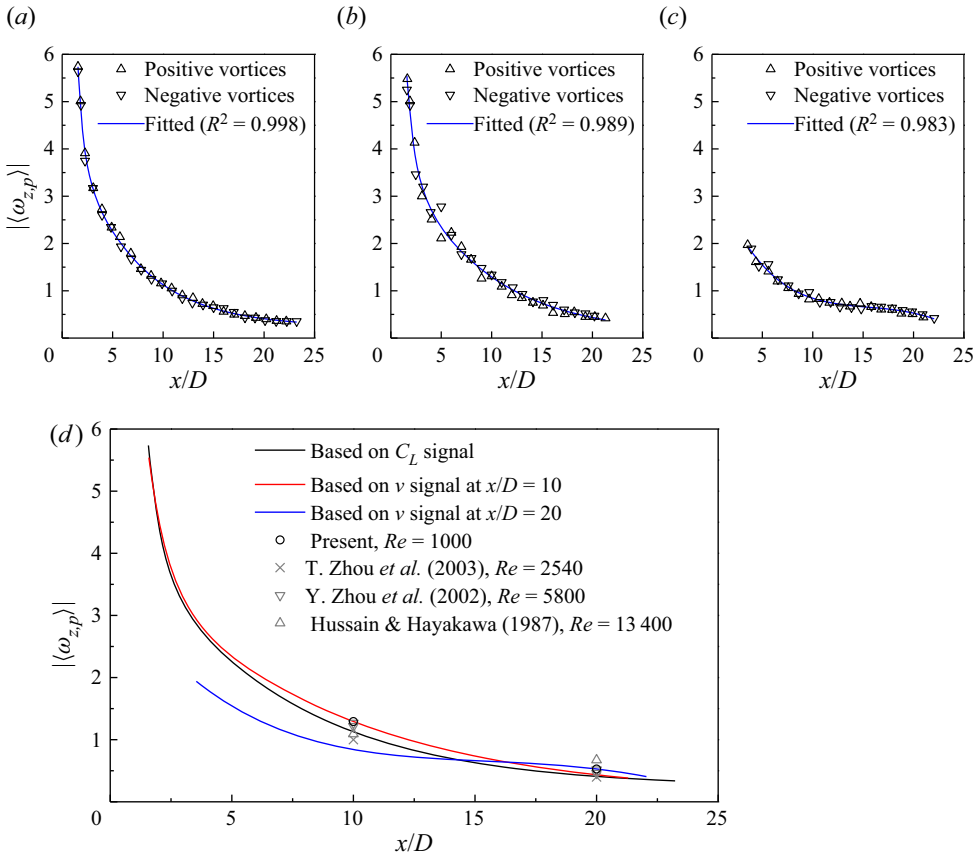 (a)
6
5
4
3
2
1
0
5
10
15
20
25
|⟨ω_{z,p}⟩|
x/D
Positive vortices
Negative vortices
Fitted (R² = 0.998)
(b)
6
5
4
3
2
1
0
5
10
15
20
25
x/D
Positive vortices
Negative vortices
Fitted (R² = 0.989)
(c)
6
5
4
3
2
1
0
5
10
15
20
25
x/D
Positive vortices
Negative vortices
Fitted (R² = 0.983)
(d)
6
5
4
3
2
1
0
5
10
15
20
25
|⟨ω_{z,p}⟩|
x/D
Based on C_L signal
Based on v signal at x/D = 10
Based on v signal at x/D = 20
Present, Re = 1000
T. Zhou et al. (2003), Re = 2540
Y. Zhou et al. (2002), Re = 5800
Hussain & Hayakawa (1987), Re = 13 400